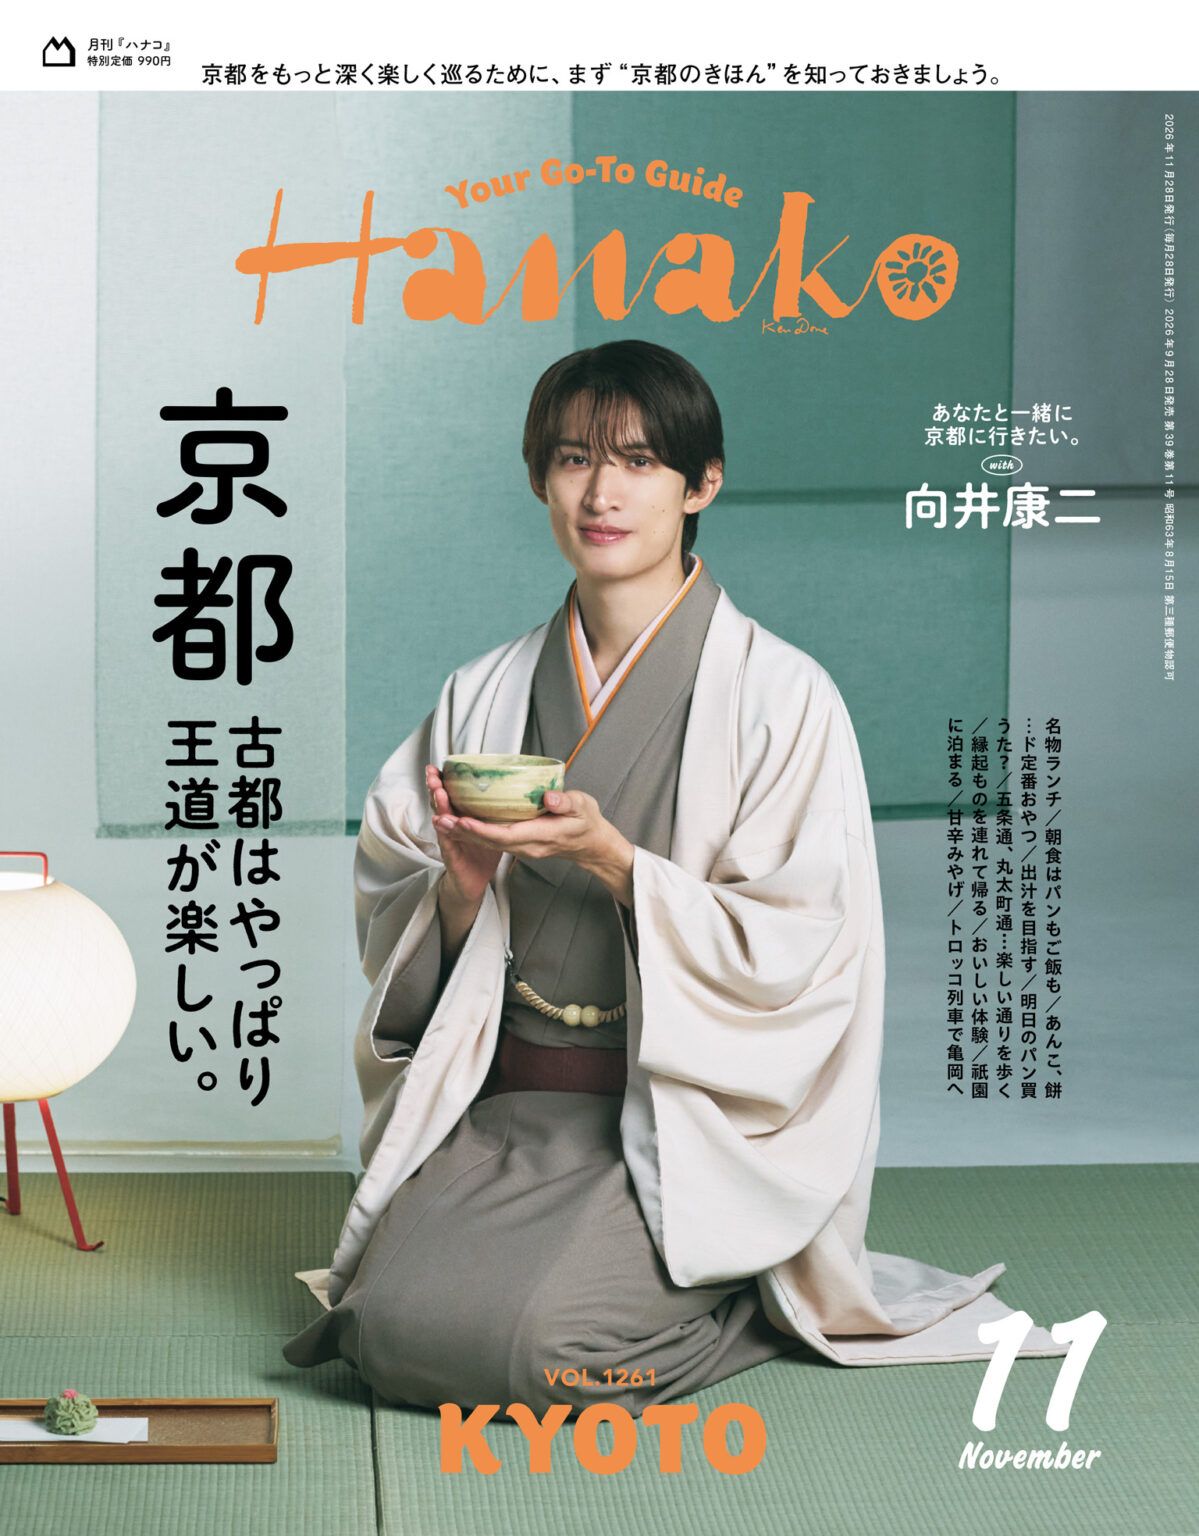 月刊『ハナコ』
特別定価 990円
京都をもっと深く楽しく巡るために、まず“京都のきほん”を知っておきましょう。
Your Go-To Guide
Hanako
Ken Done
2026年11月28日発行(毎月28日発行) 2026年9月28日発売 第39巻第11号 昭和63年8月15日 第三種郵便物認可
京都
古都はやっぱり
王道が楽しい。
あなたと一緒に
京都に行きたい。
with
向井康二
名物ランチ/朝食はパンもご飯も/あんこ、餅
…ド定番おやつ/出汁を目指す/明日のパン買
うた?/五条通、丸太町通…楽しい通りを歩く
/縁起ものを連れて帰る/おいしい体験/祇園
に泊まる/甘辛みやげ/トロッコ列車で亀岡へ
VOL.1261
KYOTO
11
November